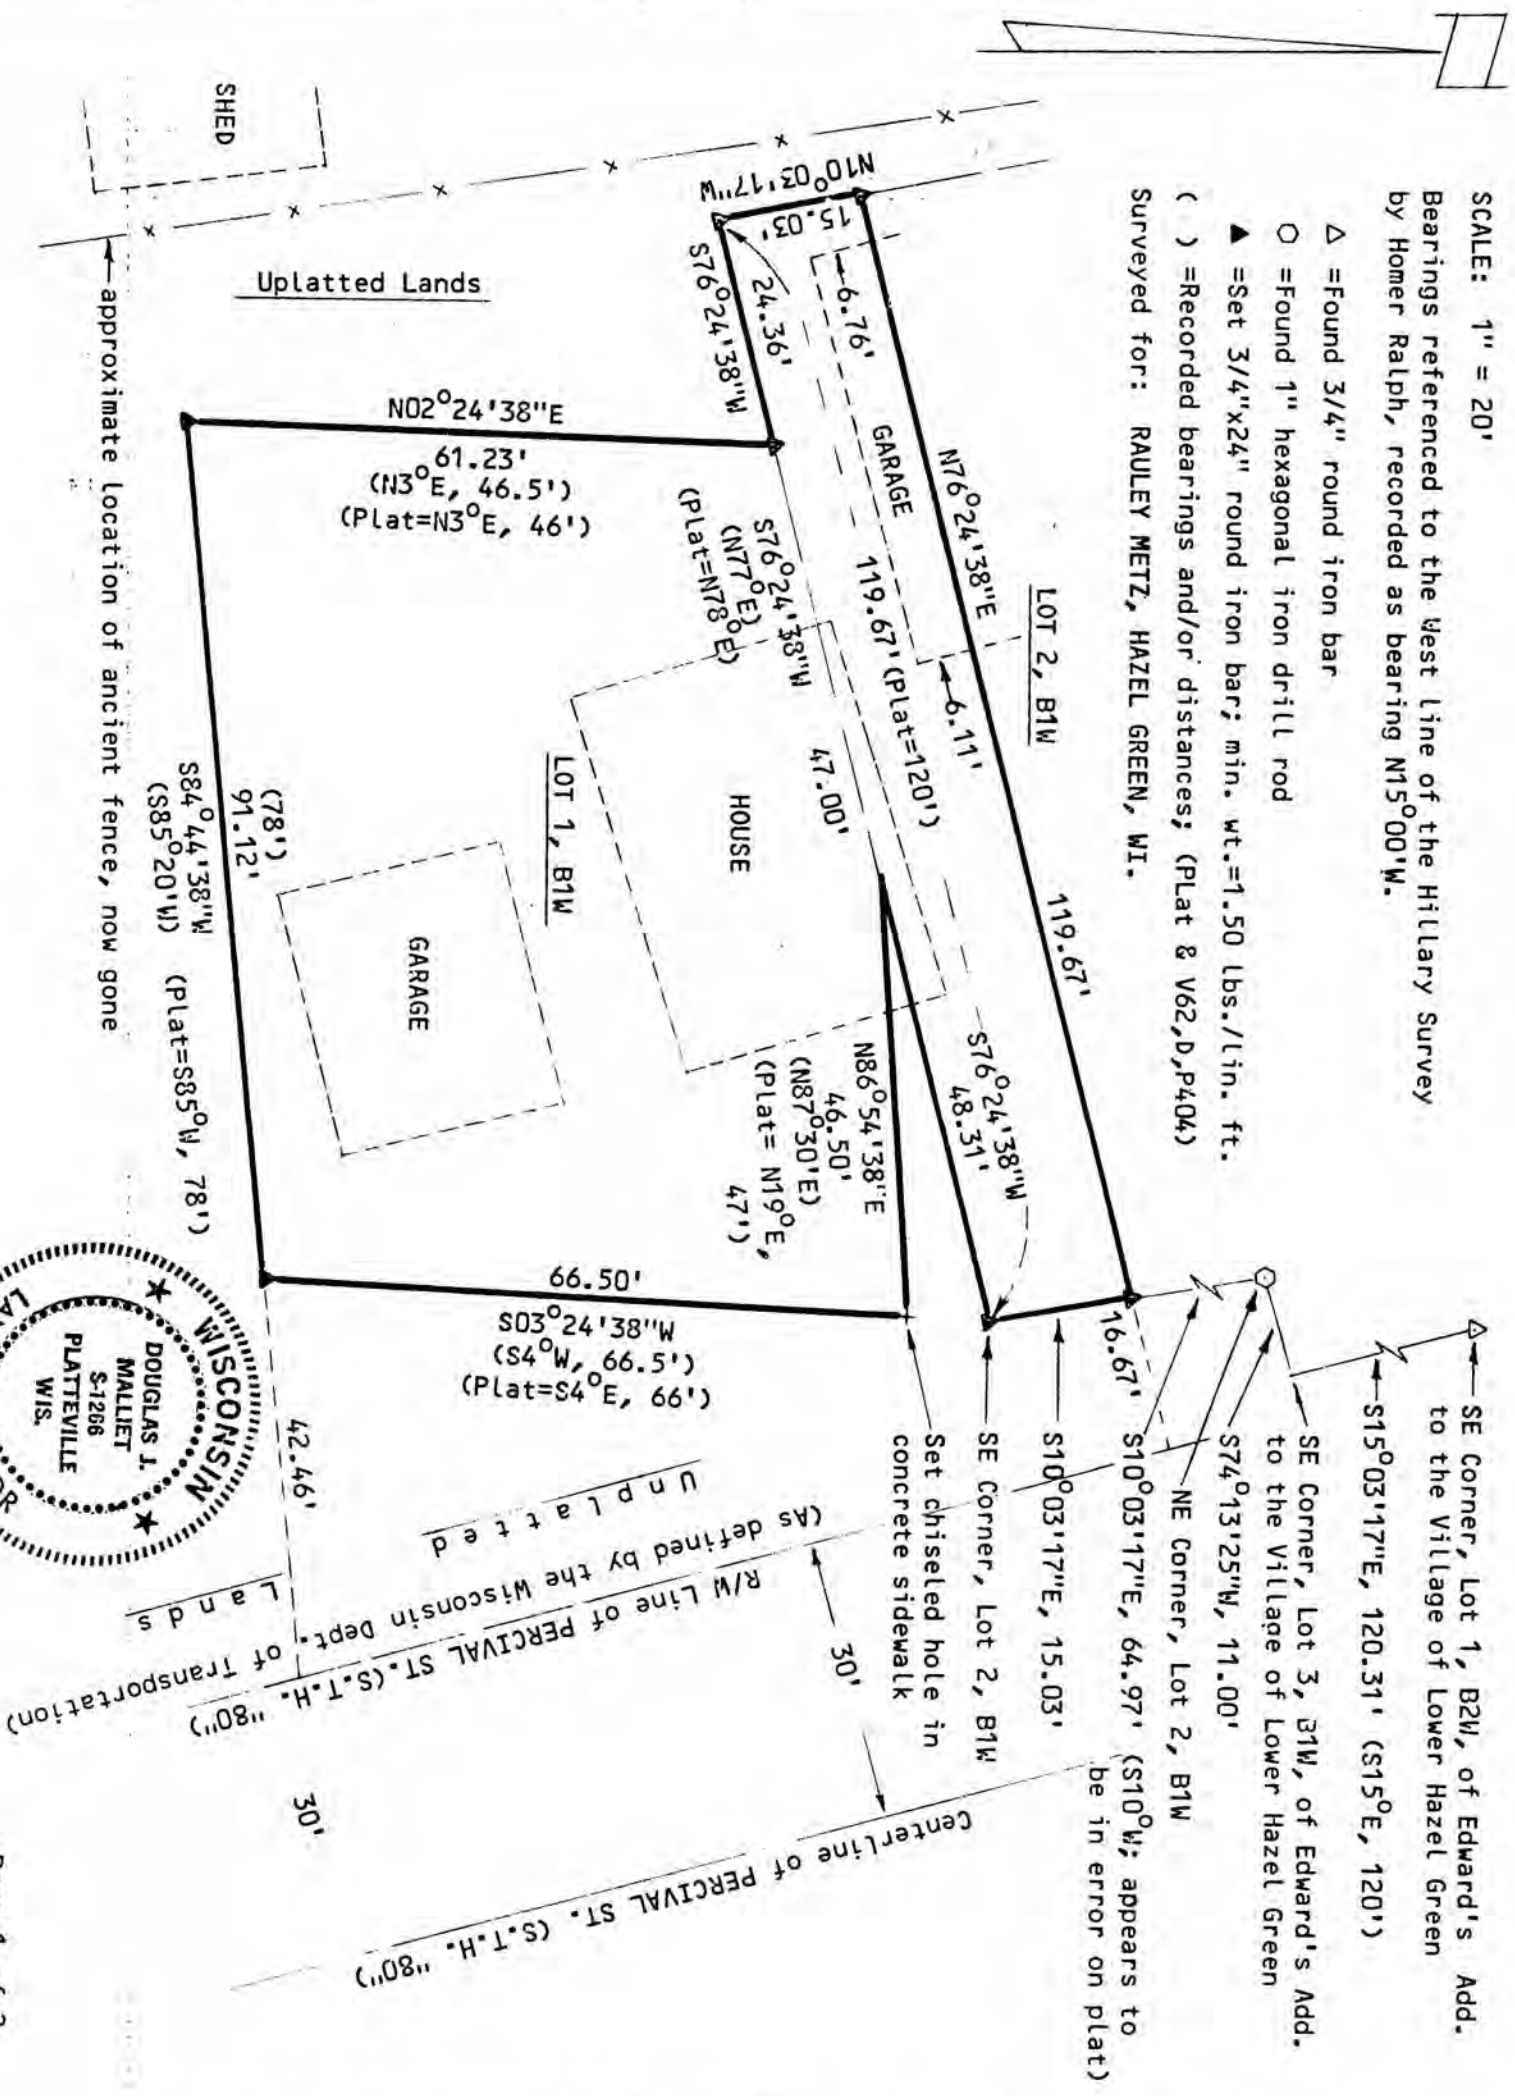 SCALE: 1" = 20'
Bearings referenced to the West line of the Hillary Survey
by Homer Ralph, recorded as bearing N15°00'W.
△ =Found 3/4" round iron bar
○ =Found 1" hexagonal iron drill rod
▲ =Set 3/4"x24" round iron bar; min. wt.=1.50 lbs./lin. ft.
( ) =Recorded bearings and/or distances; (PLat & V62,D,P404)
Surveyed for: RAULEY METZ, HAZEL GREEN, WI.
SE Corner, Lot 1, B2W, of Edward's Add.
to the Village of Lower Hazel Green
S15°03'17"E, 120.31' (S15°E, 120')
SE Corner, Lot 3, B1W, of Edward's Add.
to the Village of Lower Hazel Green
S74°13'25"W, 11.00'
NE Corner, Lot 2, B1W
S10°03'17"E, 64.97' (S10°W; appears to
be in error on plat)
S10°03'17"E, 15.03'
SE Corner, Lot 2, B1W
Set chiseled hole in
concrete sidewalk
LOT 2, B1W
N76°24'38"E
119.67'
16.67'
N10°03'17"W
15.03'
6.76'
6.11'
GARAGE
119.67' (Plat=120')
24.36'
S76°24'38"W
S76°24'38"W
(N77°E)
(Plat=N78°E)
47.00'
S76°24'38"W
48.31'
N86°54'38"E
46.50'
(N87°30'E)
(Plat= N19°E,
47')
HOUSE
LOT 1, B1W
GARAGE
N02°24'38"E
61.23'
(N3°E, 46.5')
(Plat=N3°E, 46')
66.50'
S03°24'38"W
(S4°W, 66.5')
(Plat=S4°E, 66')
(78')
91.12'
S84°44'38"W
(S85°20'W) (Plat=S85°W, 78')
42.46'
Uplatted Lands
SHED
approximate location of ancient fence, now gone
Unplatted
Lands
(As defined by the Wisconsin Dept. of Transportation)
R/W Line of PERCIVAL ST.(S.T.H. "80")
30'
30'
Centerline of PERCIVAL ST. (S.T.H. "80")
WISCONSIN
DOUGLAS J.
MALLIET
S-1266
PLATTEVILLE
WIS.